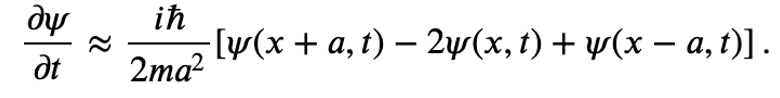 ∂ψ/∂t ≈ iħ/2ma² [ψ(x + a, t) − 2ψ(x, t) + ψ(x − a, t)] .